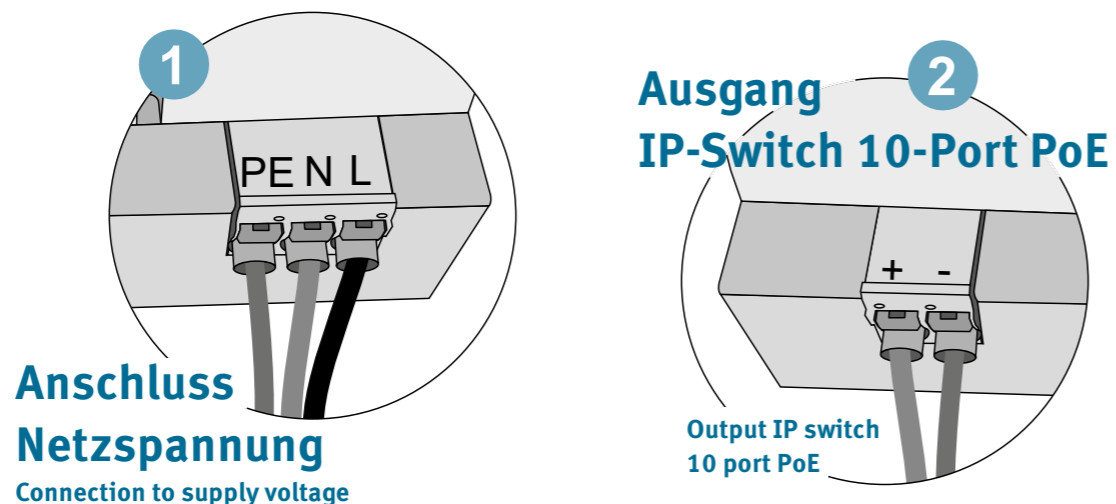 1
PE N L
Anschluss
Netzspannung
Connection to supply voltage
2
Ausgang
IP-Switch 10-Port PoE
+ -
Output IP switch
10 port PoE